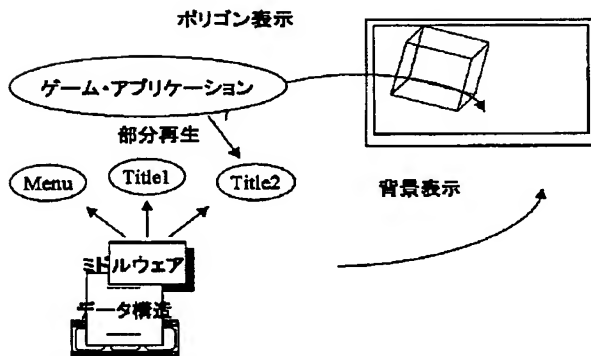 ポリゴン表示
ゲーム・アプリケーション
部分再生
Menu
Title1
Title2
背景表示
ミドルウェア
データ構造